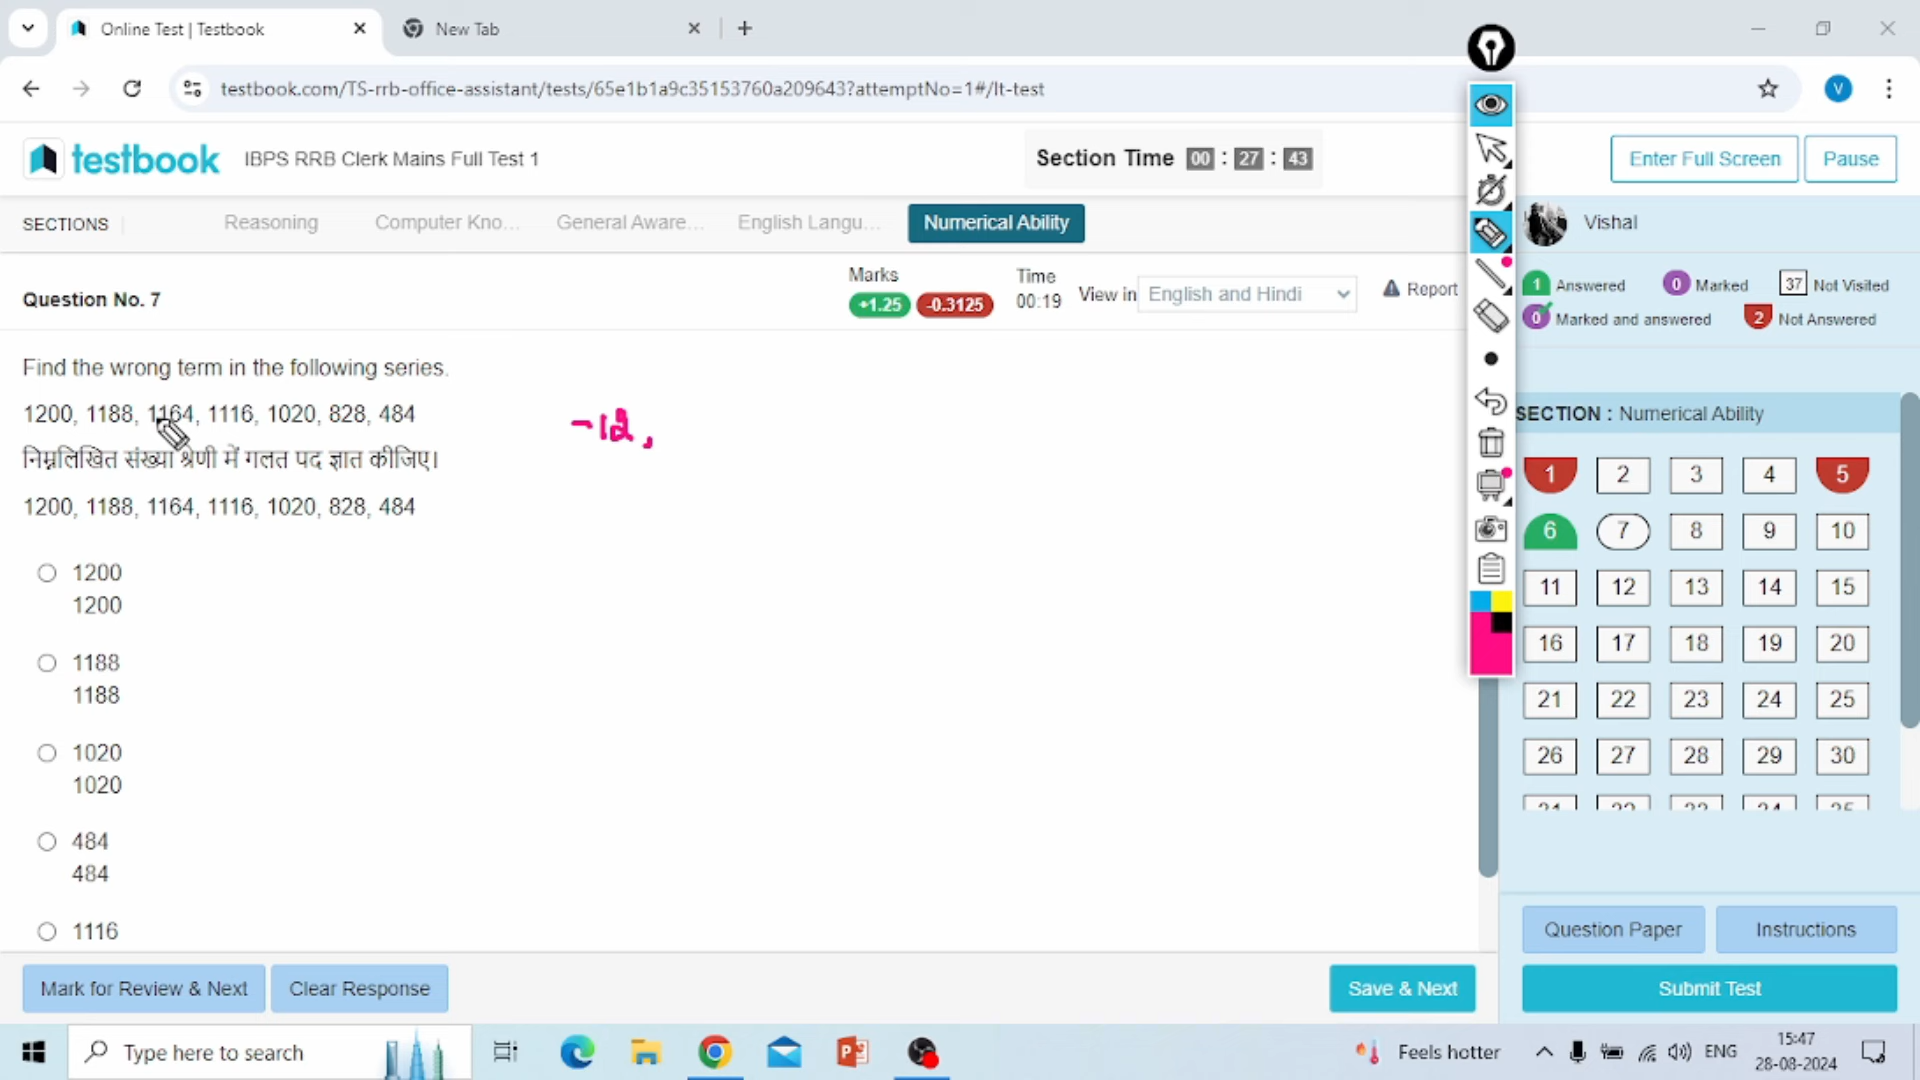 Online Test | Testbook
New Tab
testbook.com/TS-rrb-office-assistant/tests/65e1b1a9c35153760a209643?attemptNo=1#/lt-test
V
testbook
IBPS RRB Clerk Mains Full Test 1
Section Time 00 : 27 : 43
Enter Full Screen
Pause
SECTIONS
Reasoning
Computer Kno...
General Aware...
English Langu...
Numerical Ability
Vishal
Question No. 7
Marks
+1.25 -0.3125
Time
00:19
View in English and Hindi
Report
1 Answered
0 Marked
37 Not Visited
0 Marked and answered
2 Not Answered
Find the wrong term in the following series.
1200, 1188, 1164, 1116, 1020, 828, 484
-12,
निम्नलिखित संख्या श्रेणी में गलत पद ज्ञात कीजिए।
1200, 1188, 1164, 1116, 1020, 828, 484
1200
1200
1188
1188
1020
1020
484
484
1116
SECTION : Numerical Ability
1 2 3 4 5
6 7 8 9 10
11 12 13 14 15
16 17 18 19 20
21 22 23 24 25
26 27 28 29 30
Question Paper
Instructions
Mark for Review & Next
Clear Response
Save & Next
Submit Test
Type here to search
Feels hotter
ENG
15:47
28-08-2024